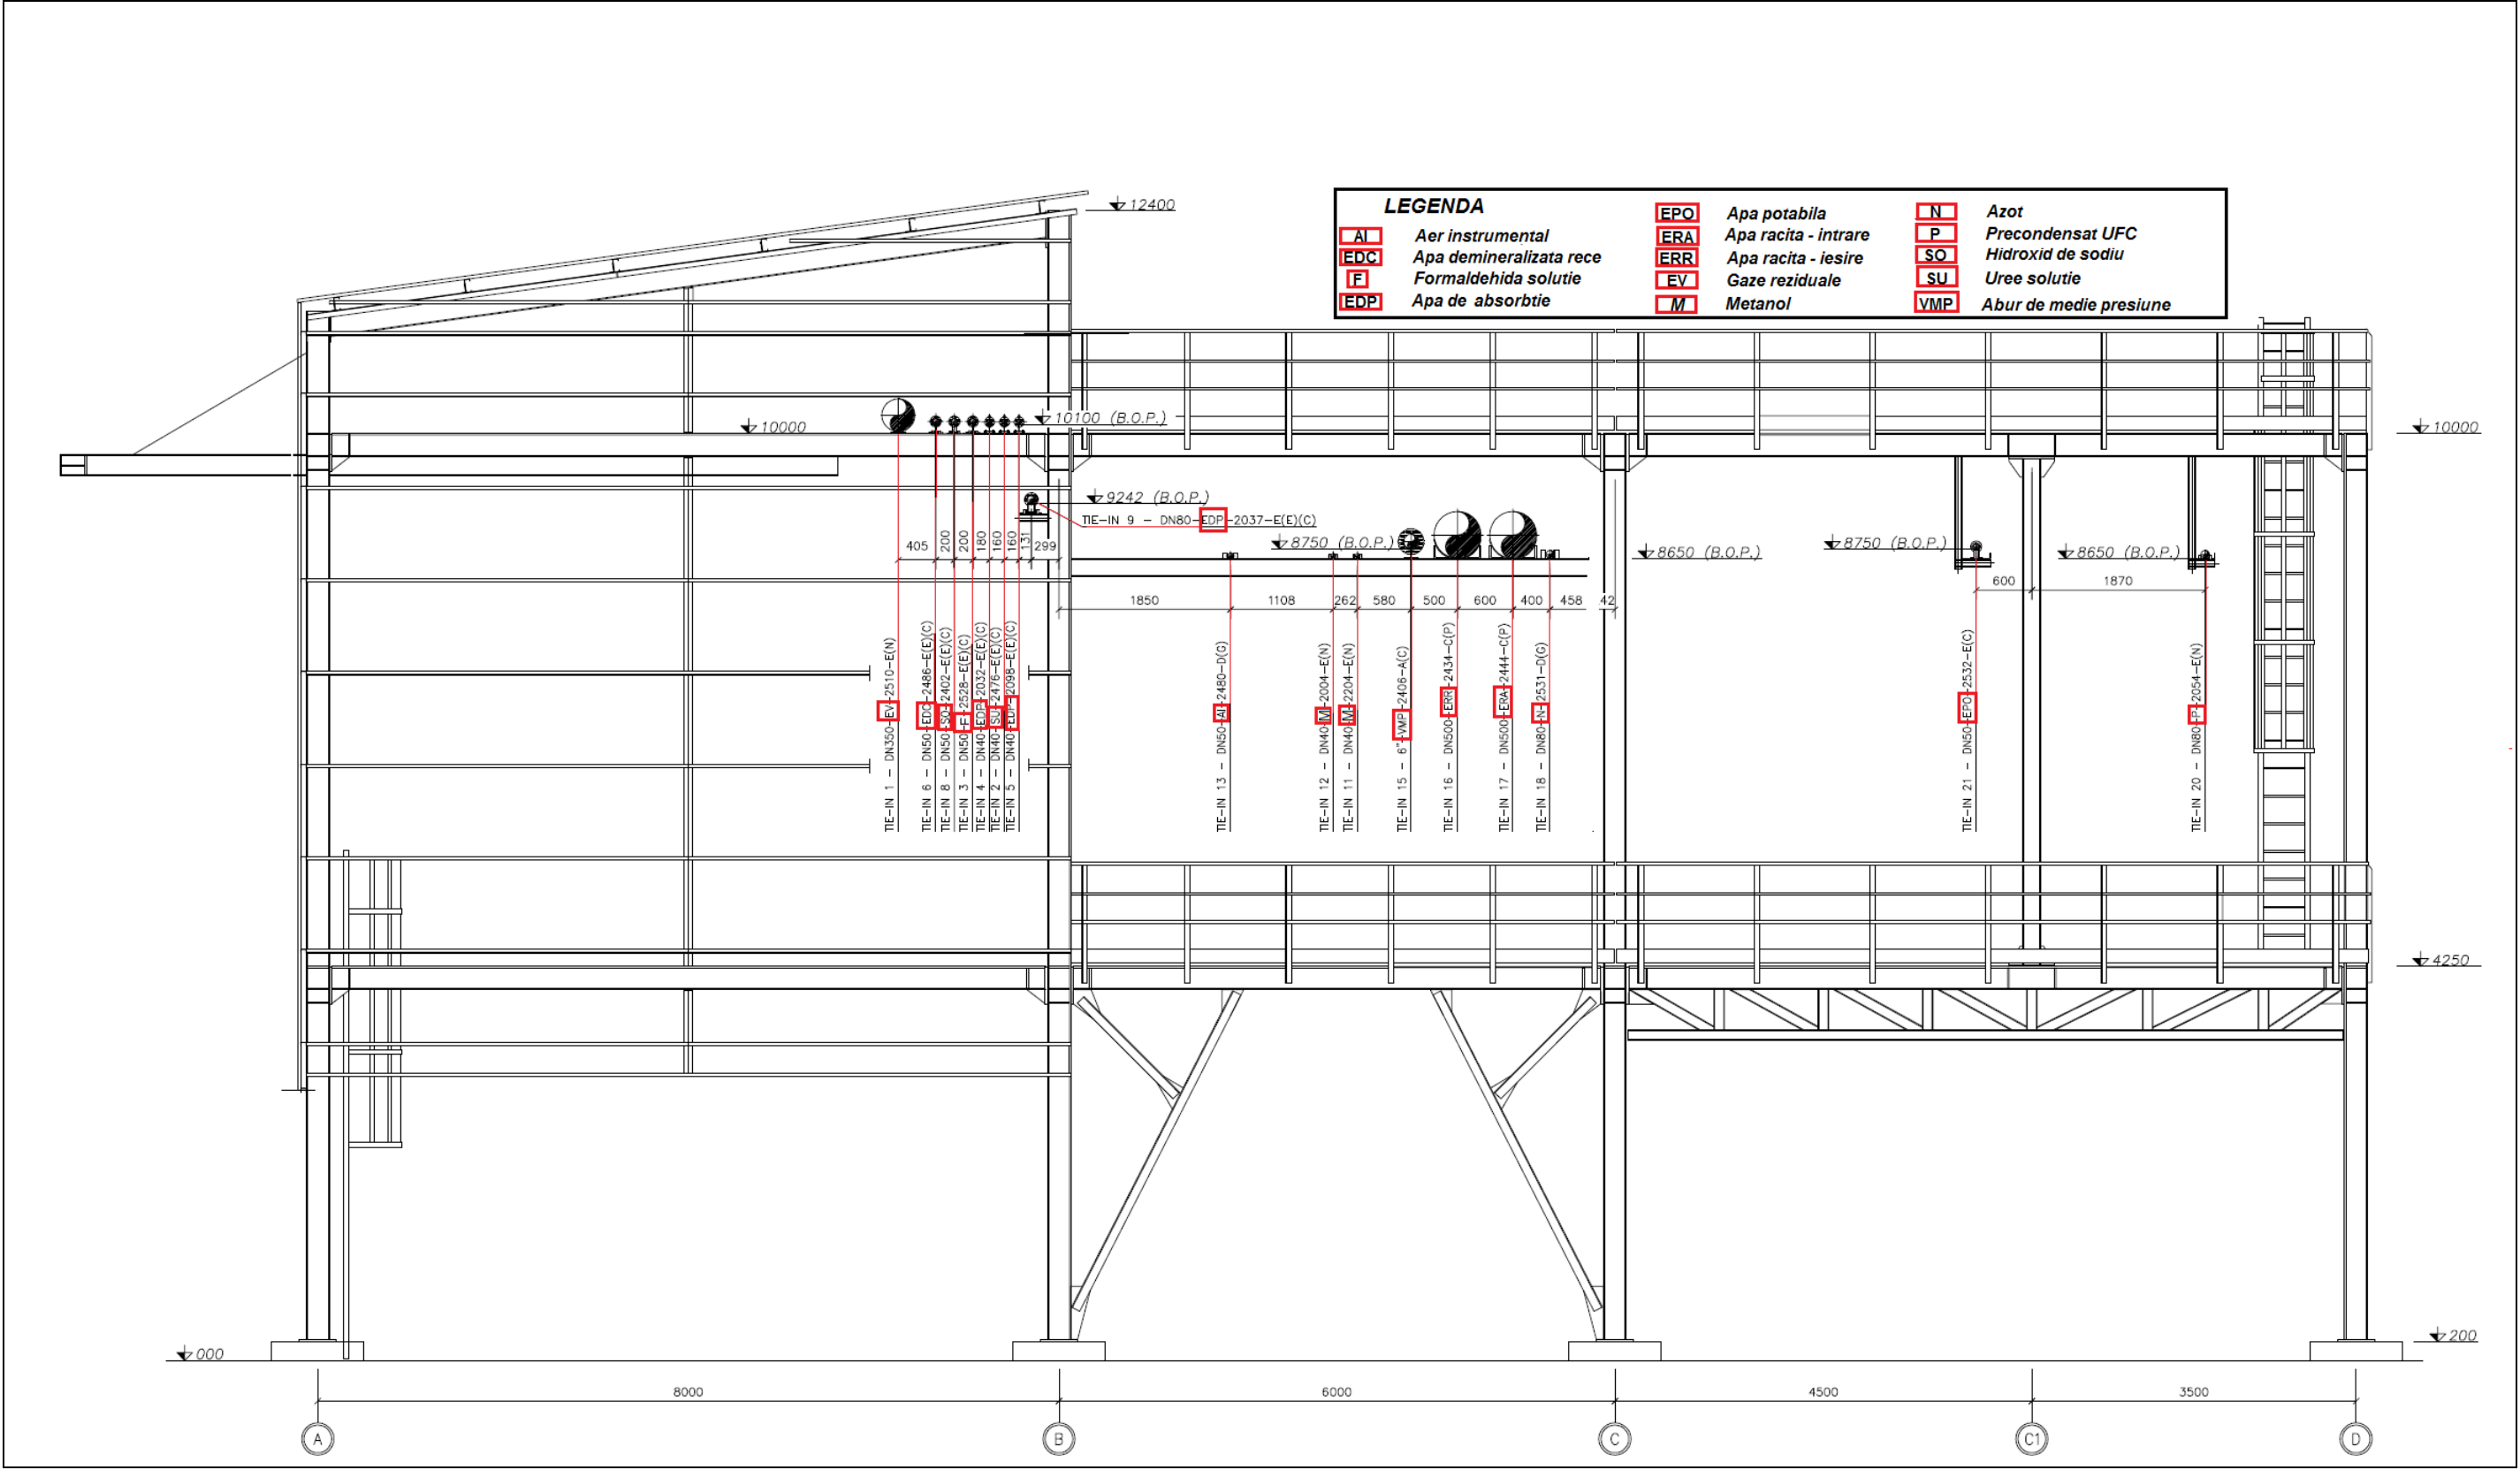 LEGENDA
AI Aer instrumental
EDC Apa demineralizata rece
F Formaldehida solutie
EDP Apa de absorbtie
EPO Apa potabila
ERA Apa racita - intrare
ERR Apa racita - iesire
EV Gaze reziduale
M Metanol
N Azot
P Precondensat UFC
SO Hidroxid de sodiu
SU Uree solutie
VMP Abur de medie presiune
12400
10000
10100 (B.O.P.)
10000
9242 (B.O.P.)
TIE-IN 9 - DN80-EDP-2037-E(E)(C)
8750 (B.O.P.)
8650 (B.O.P.)
8750 (B.O.P.)
8650 (B.O.P.)
405 200 200 180 160 160 131 299
600 1870
1850 1108 262 580 500 600 400 458 42
TIE-IN 1 - DN350-EV-2510-E(N)
TIE-IN 6 - DN50-EDC-2486-E(E)(C)
TIE-IN 8 - DN50-SO-2402-E(E)(C)
TIE-IN 3 - DN50-F-2528-E(E)(C)
TIE-IN 4 - DN40-EDP-2032-E(E)(C)
TIE-IN 2 - DN40-SU-2476-E(E)(C)
TIE-IN 5 - DN40-EDP-2098-E(E)(C)
TIE-IN 13 - DN50-AI-2480-D(G)
TIE-IN 12 - DN40-M-2004-E(N)
TIE-IN 11 - DN40-M-2204-E(N)
TIE-IN 15 - 6"-VMP-2406-A(C)
TIE-IN 16 - DN500-ERR-2434-C(P)
TIE-IN 17 - DN500-ERA-2444-C(P)
TIE-IN 18 - DN80-N-2531-D(G)
TIE-IN 21 - DN50-EPO-2532-E(C)
TIE-IN 20 - DN80-P-2054-E(N)
4250
200
000
8000 6000 4500 3500
A B C C1 D